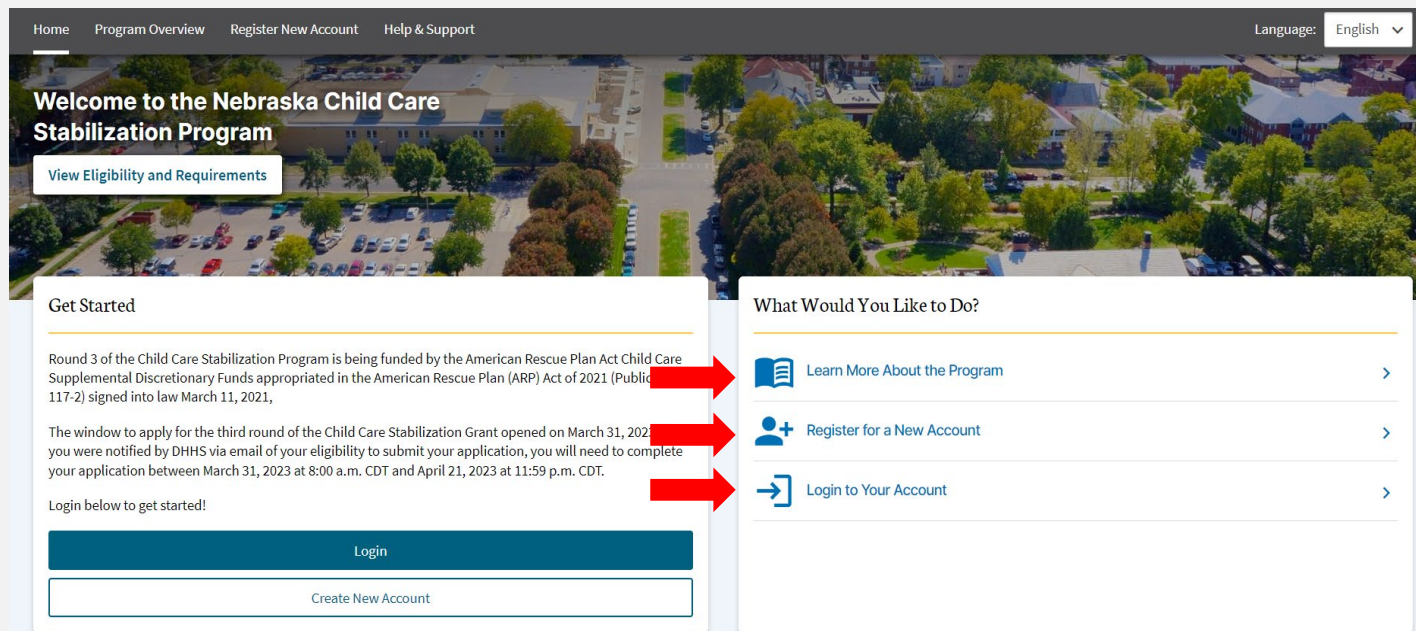 Home Program Overview Register New Account Help & Support Language: English
Welcome to the Nebraska Child Care
Stabilization Program
View Eligibility and Requirements
Get Started
Round 3 of the Child Care Stabilization Program is being funded by the American Rescue Plan Act Child Care
Supplemental Discretionary Funds appropriated in the American Rescue Plan (ARP) Act of 2021 (Public
117-2) signed into law March 11, 2021,
The window to apply for the third round of the Child Care Stabilization Grant opened on March 31,
you were notified by DHHS via email of your eligibility to submit your application, you will need to complete
your application between March 31, 2023 at 8:00 a.m. CDT and April 21, 2023 at 11:59 p.m. CDT.
Login below to get started!
Login
Create New Account
What Would You Like to Do?
Learn More About the Program
Register for a New Account
Login to Your Account